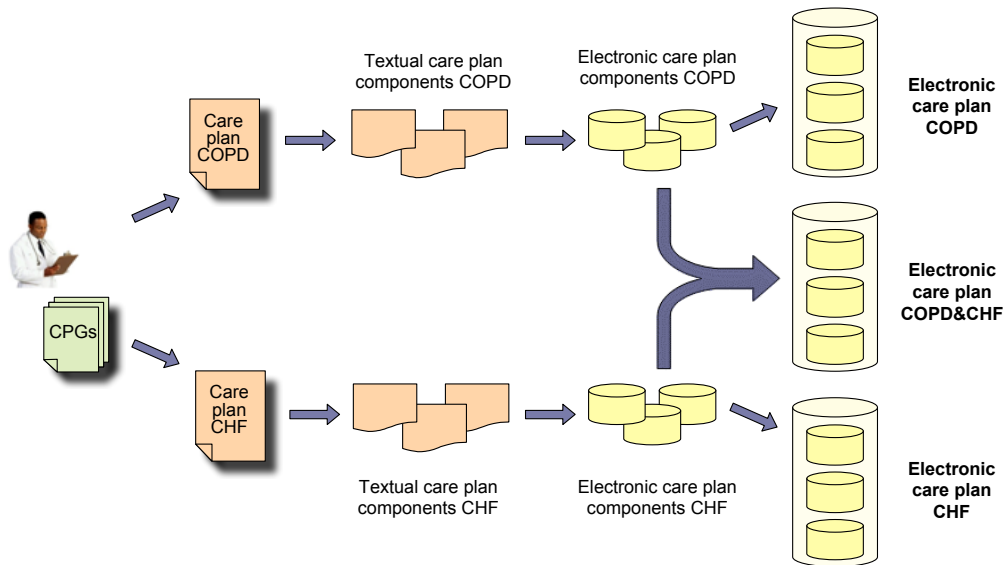 Textual care plan
components COPD
Electronic care plan
components COPD
Electronic
care plan
COPD
Care
plan
COPD
CPGs
Electronic
care plan
COPD&CHF
Care
plan
CHF
Textual care plan
components CHF
Electronic care plan
components CHF
Electronic
care plan
CHF